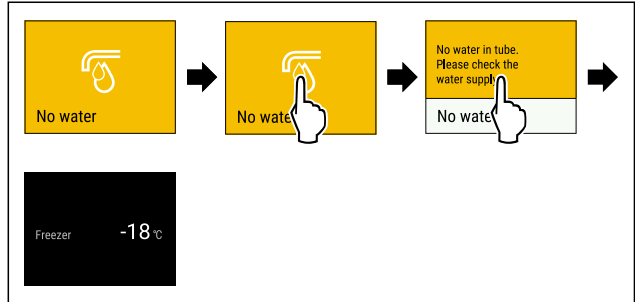 No water
No wate
No water in tube.
Please check the
water supply
No wate
Freezer -18 °C